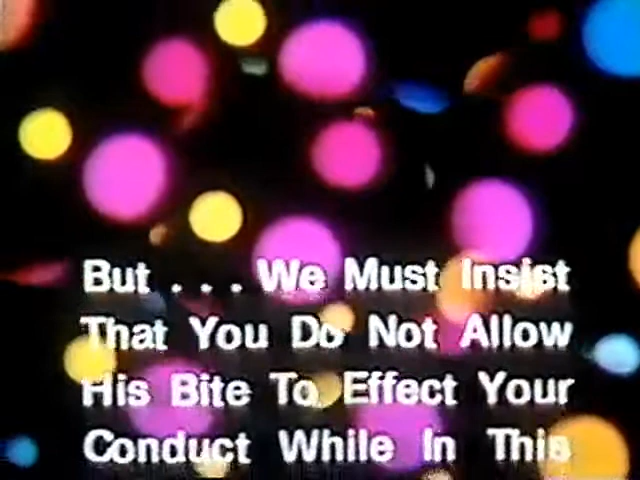 But . . . We Must Insist
That You Do Not Allow
His Bite To Effect Your
Conduct While In This